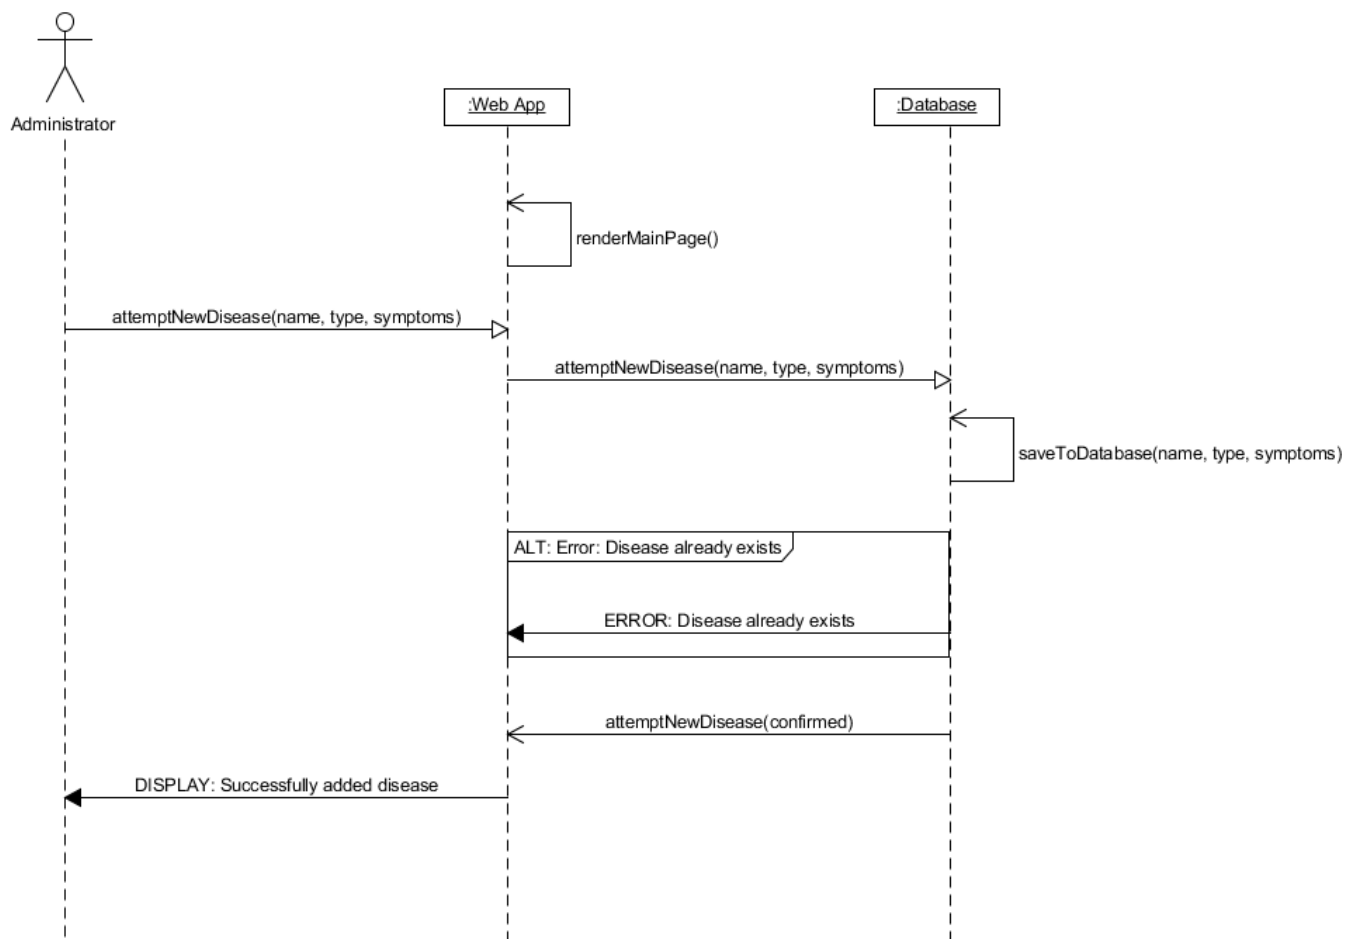 Administrator
:Web App
:Database
renderMainPage()
attemptNewDisease(name, type, symptoms)
attemptNewDisease(name, type, symptoms)
saveToDatabase(name, type, symptoms)
ALT: Error: Disease already exists
ERROR: Disease already exists
attemptNewDisease(confirmed)
DISPLAY: Successfully added disease